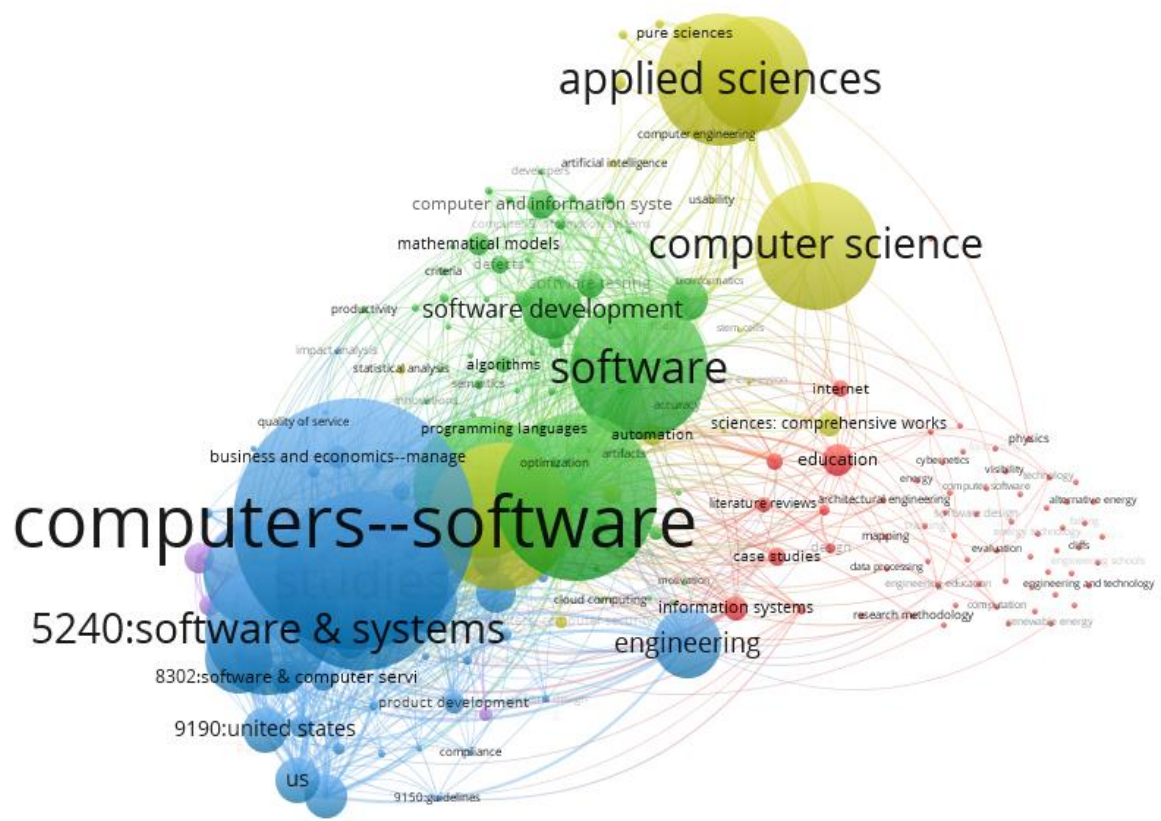 pure sciences
applied sciences
computer engineering
artificial intelligence
developers
usability
computer and information syste
mathematical models
computer science
criteria
defects
software testing
bioinformatics
productivity
software development
stem cells
impact analysis
statistical analysis
algorithms
software
semantics
internet
innovations
accuracy
quality of service
programming languages
automation
sciences: comprehensive works
physics
business and economics--manage
optimization
artifacts
education
cybernetics
visibility
technology
energy
computer software
literature reviews
architectural engineering
alternative energy
software design
computers--software
mapping
design
evaluation
cliffs
case studies
data processing
engineering schools
motivation
engineering education
engineering and technology
cloud computing
information systems
computation
research methodology
renewable energy
5240:software & systems
engineering
8302:software & computer servi
product development
9190:united states
compliance
us
9150:guidelines